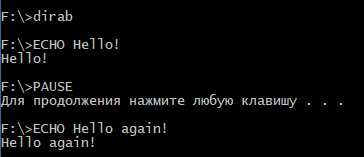 F:\>dirab
F:\>ECHO Hello!
Hello!
F:\>PAUSE
Для продолжения нажмите любую клавишу . . .
F:\>ECHO Hello again!
Hello again!